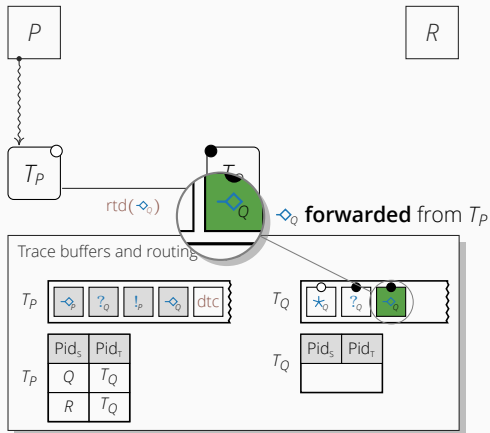 P
R
T_P
T_Q
rtd(⟜_Q)
⟜_Q forwarded from T_P
⟜_Q
Trace buffers and routing
T_P ⟜_P ?_Q !_P ⟜_Q dtc
T_Q *_Q ?_Q ⟜_Q
Pid_S Pid_T
T_P Q T_Q
R T_Q
Pid_S Pid_T
T_Q